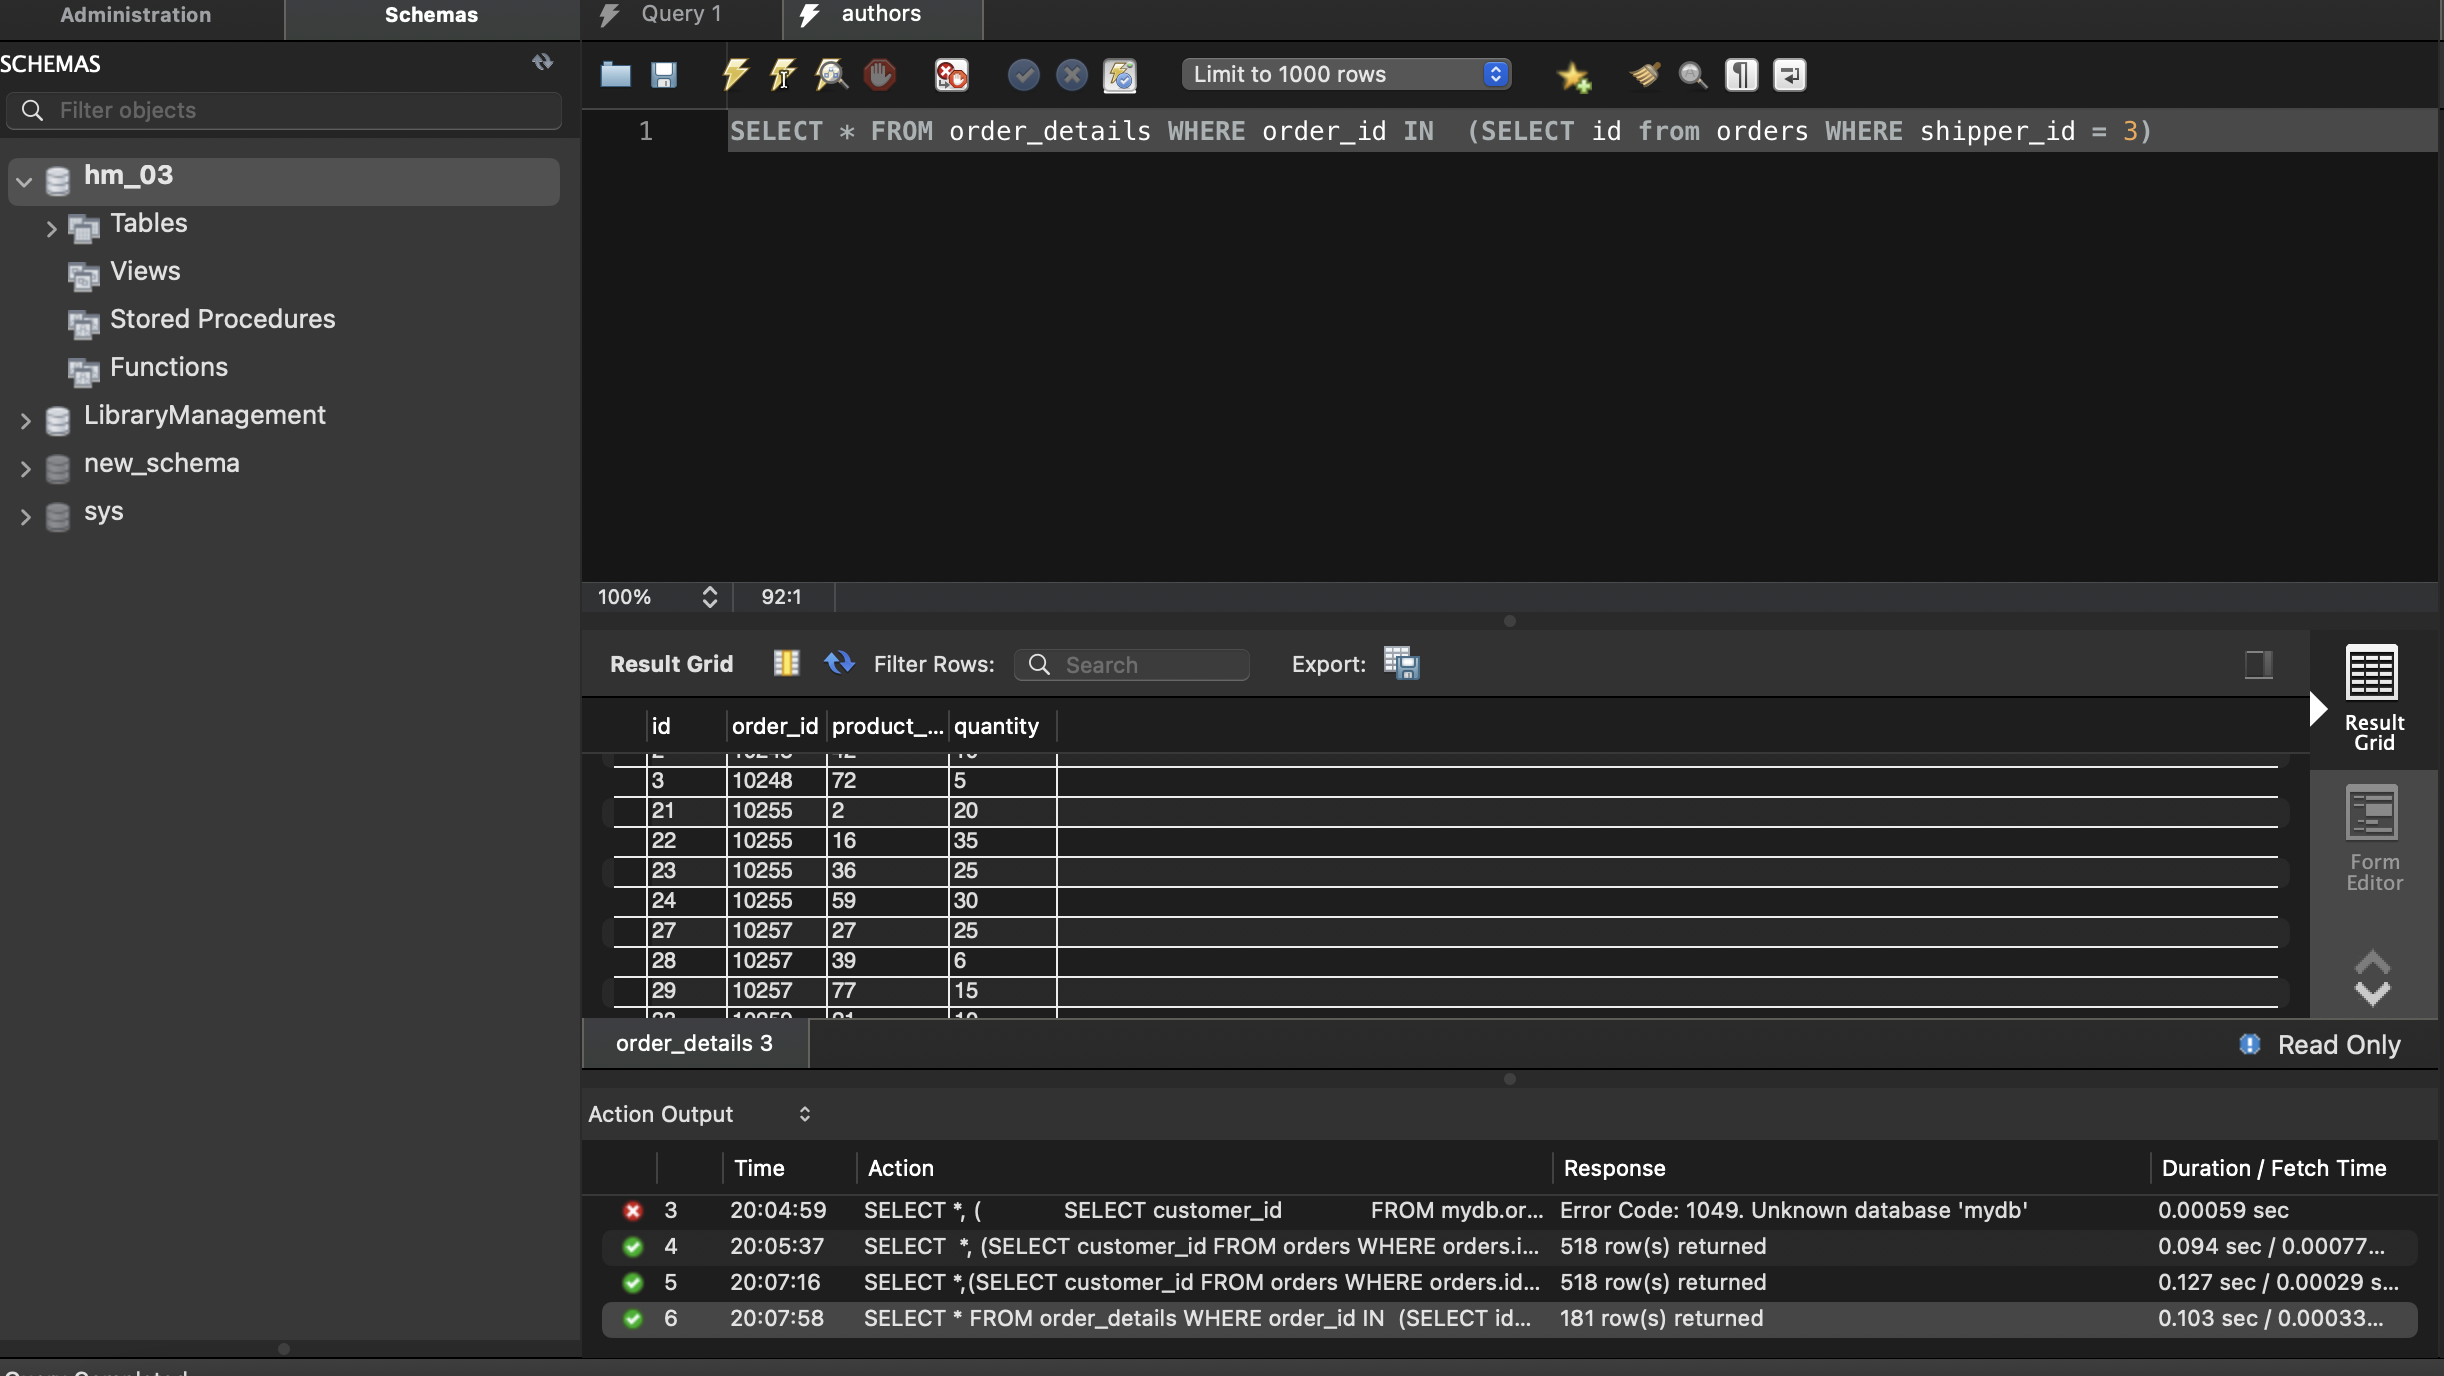 Administration
Schemas
Query 1
authors
SCHEMAS
Filter objects
hm_03
Tables
Views
Stored Procedures
Functions
LibraryManagement
new_schema
sys
Limit to 1000 rows
1 SELECT * FROM order_details WHERE order_id IN  (SELECT id from orders WHERE shipper_id = 3)
100% 92:1
Result Grid Filter Rows: Search Export:
Result
Grid
Form
Editor
id order_id product_... quantity
3 10248 72 5
21 10255 2 20
22 10255 16 35
23 10255 36 25
24 10255 59 30
27 10257 27 25
28 10257 39 6
29 10257 77 15
order_details 3
Read Only
Action Output
Time Action Response Duration / Fetch Time
3 20:04:59 SELECT *, ( SELECT customer_id FROM mydb.or... Error Code: 1049. Unknown database 'mydb' 0.00059 sec
4 20:05:37 SELECT  *, (SELECT customer_id FROM orders WHERE orders.i... 518 row(s) returned 0.094 sec / 0.00077...
5 20:07:16 SELECT *,(SELECT customer_id FROM orders WHERE orders.id... 518 row(s) returned 0.127 sec / 0.00029 s...
6 20:07:58 SELECT * FROM order_details WHERE order_id IN  (SELECT id... 181 row(s) returned 0.103 sec / 0.00033...